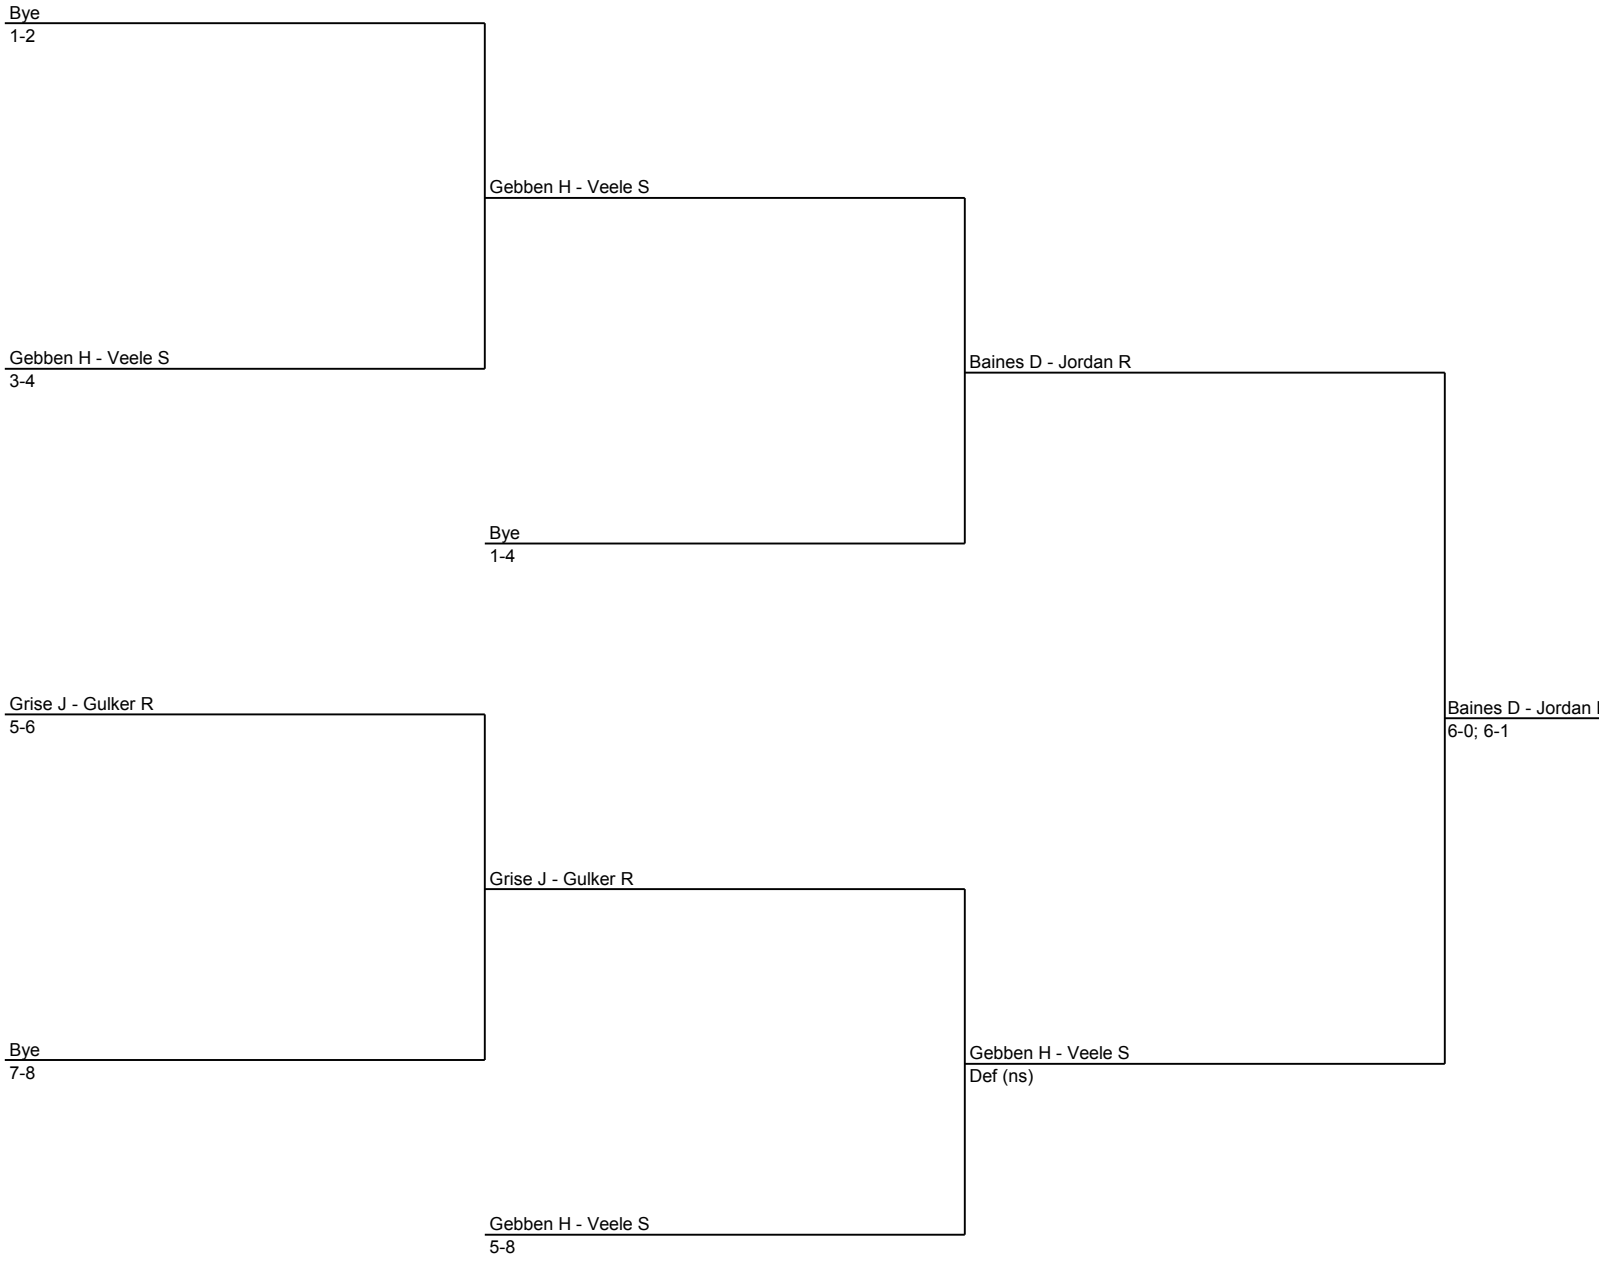 Bye
1-2
Gebben H - Veele S
Gebben H - Veele S
3-4
Baines D - Jordan R
Bye
1-4
Grise J - Gulker R
5-6
Baines D - Jordan
6-0; 6-1
Grise J - Gulker R
Bye
7-8
Gebben H - Veele S
Def (ns)
Gebben H - Veele S
5-8